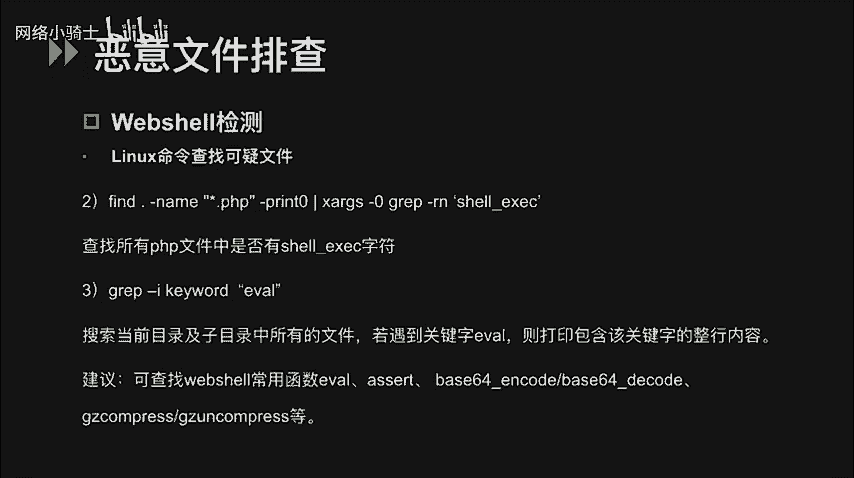 网络小骑士 bilibili
恶意文件排查
Webshell检测
· Linux命令查找可疑文件
2）find . -name "*.php" -print0 | xargs -0 grep -rn ‘shell_exec’
查找所有php文件中是否有shell_exec字符
3）grep –i keyword “eval”
搜索当前目录及子目录中所有的文件，若遇到关键字eval，则打印包含该关键字的整行内容。
建议：可查找webshell常用函数eval、assert、 base64_encode/base64_decode、
gzcompress/gzuncompress等。